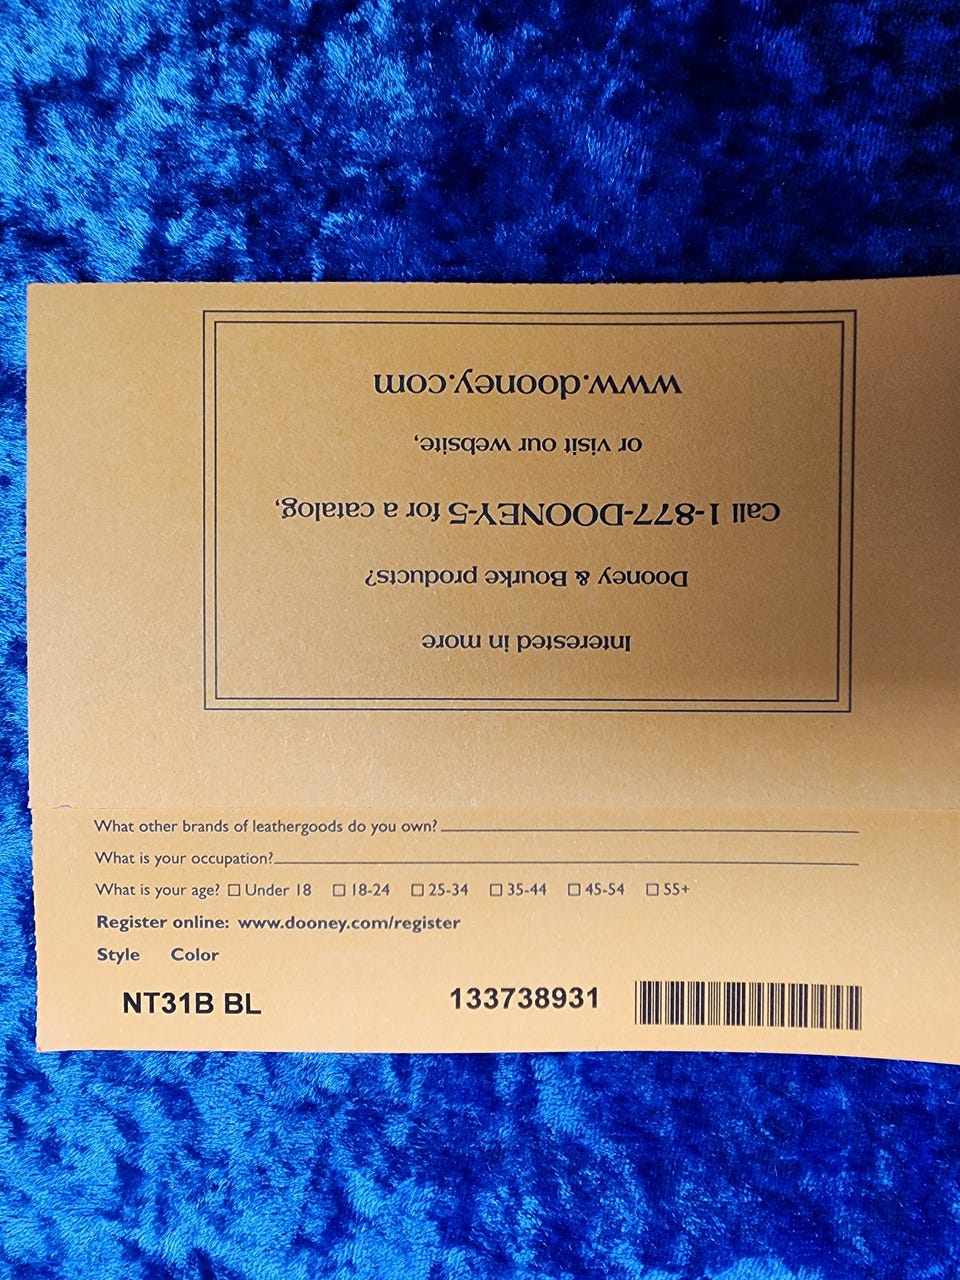 Interested in more
Dooney & Bourke products?
Call 1-877-DOONEY-5 for a catalog,
or visit our website,
www.dooney.com
What other brands of leathergoods do you own?
What is your occupation?
What is your age? ☐ Under 18 ☐ 18-24 ☐ 25-34 ☐ 35-44 ☐ 45-54 ☐ 55+
Register online: www.dooney.com/register
Style Color
NT31B BL 133738931